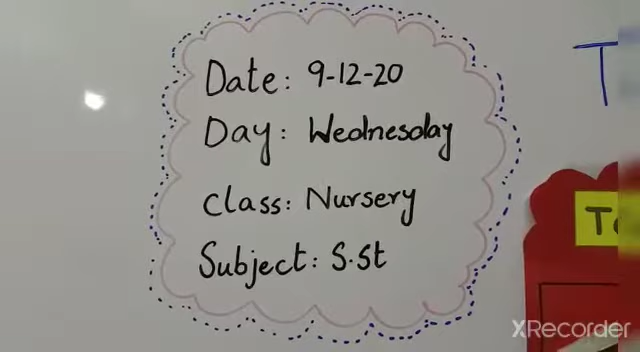 Date: 9-12-20
Day: Wednesday
Class: Nursery
Subject: S.St
T
XRecorder